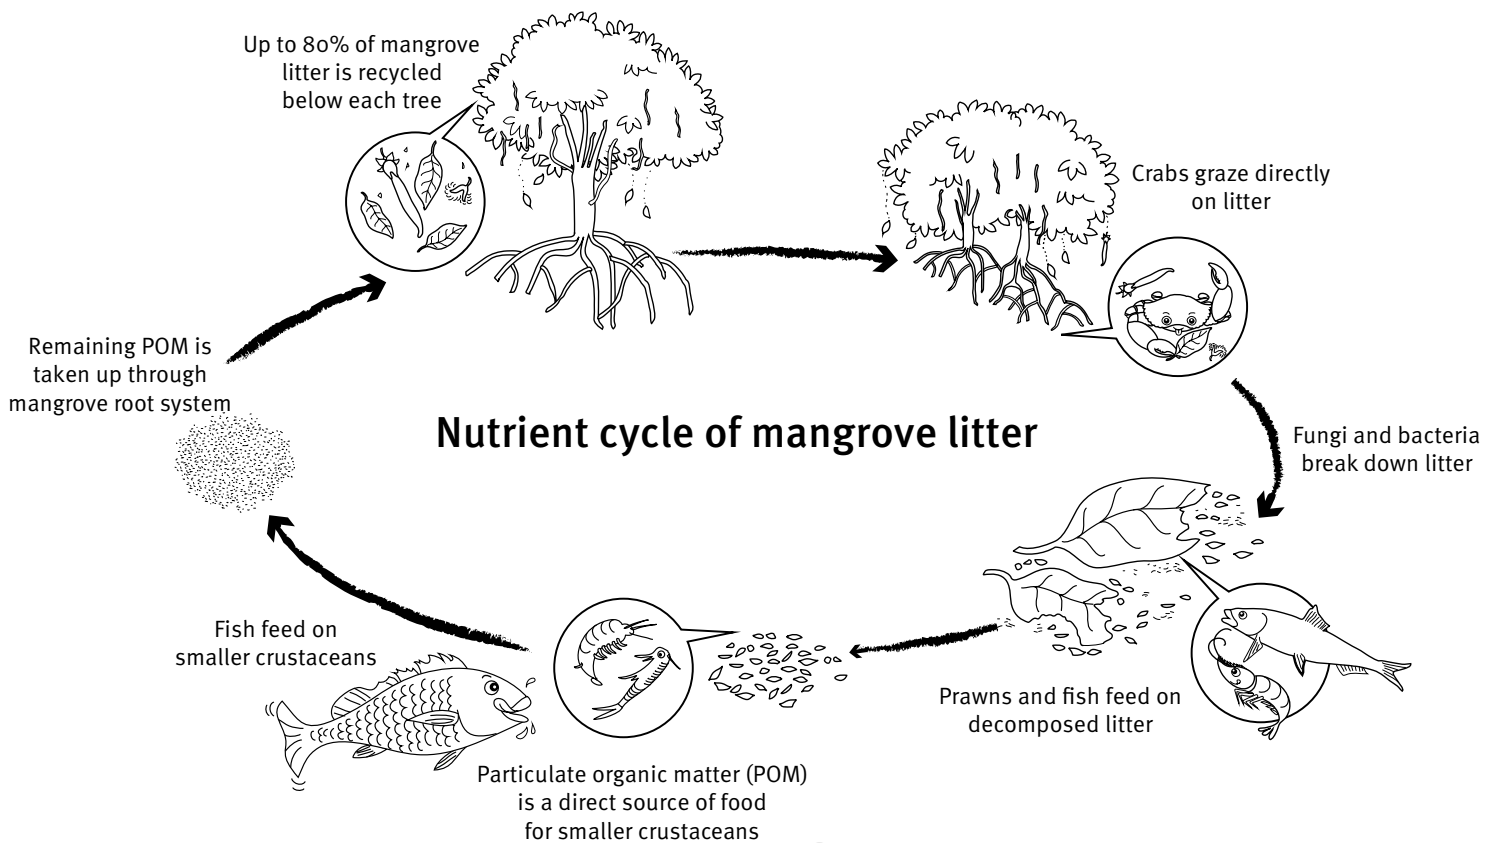 Up to 80% of mangrove
litter is recycled
below each tree
Crabs graze directly
on litter
Remaining POM is
taken up through
mangrove root system
Nutrient cycle of mangrove litter
Fungi and bacteria
break down litter
Fish feed on
smaller crustaceans
Prawns and fish feed on
decomposed litter
Particulate organic matter (POM)
is a direct source of food
for smaller crustaceans